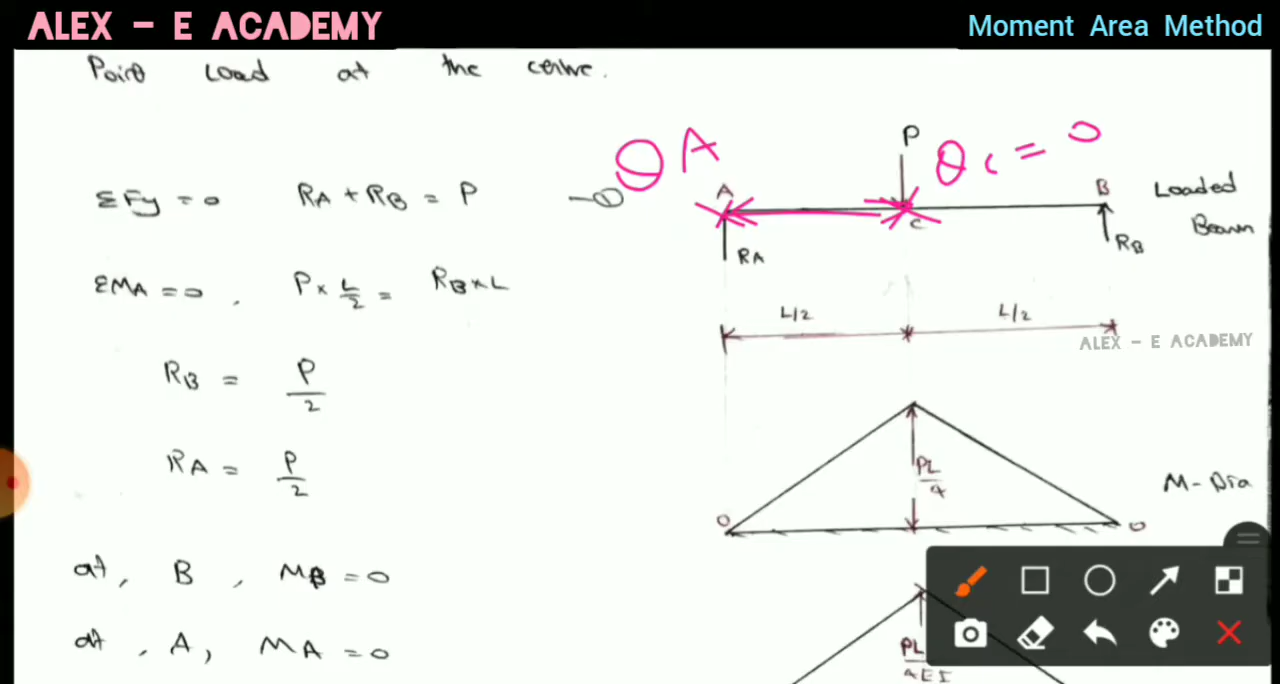 ALEX - E ACADEMY
Moment Area Method
Point Load at the centre.
θA
P
θc = 0
ΣFy = 0 RA + RB = P —①
A
B
Loaded
Beam
C
RA
RB
ΣMA = 0, P × L/2 = RB × L
L/2
L/2
ALEX - E ACADEMY
RB = P/2
RA = P/2
PL/4
M - Dia
0
0
at, B, MB = 0
at, A, MA = 0
PL/4EI